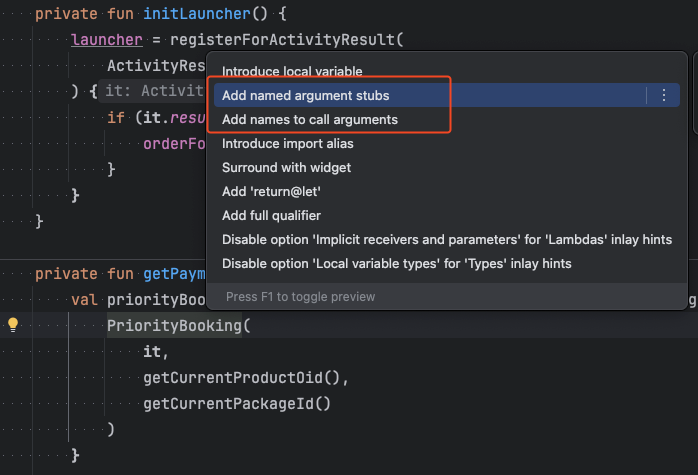 private fun initLauncher() {
launcher = registerForActivityResult(
ActivityRes
) { it: Activit
if (it.resu
orderFo
}
}
}
Introduce local variable
Add named argument stubs
Add names to call arguments
Introduce import alias
Surround with widget
Add 'return@let'
Add full qualifier
Disable option 'Implicit receivers and parameters' for 'Lambdas' inlay hints
Disable option 'Local variable types' for 'Types' inlay hints
Press F1 to toggle preview
private fun getPaym
val priorityBoo
PriorityBooking(
it,
getCurrentProductOid(),
getCurrentPackageId()
)
}